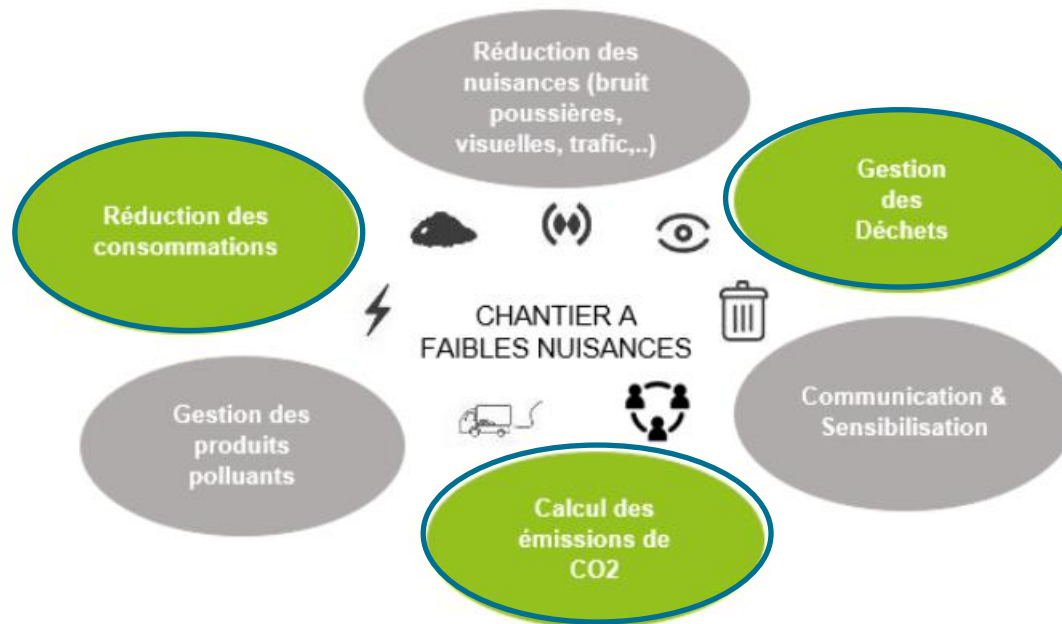 Réduction des
nuisances (bruit
poussières,
visuelles, trafic,..)
Gestion
des
Déchets
Réduction des
consommations
CHANTIER A
FAIBLES NUISANCES
Communication &
Sensibilisation
Gestion des
produits
polluants
Calcul des
émissions de
CO2